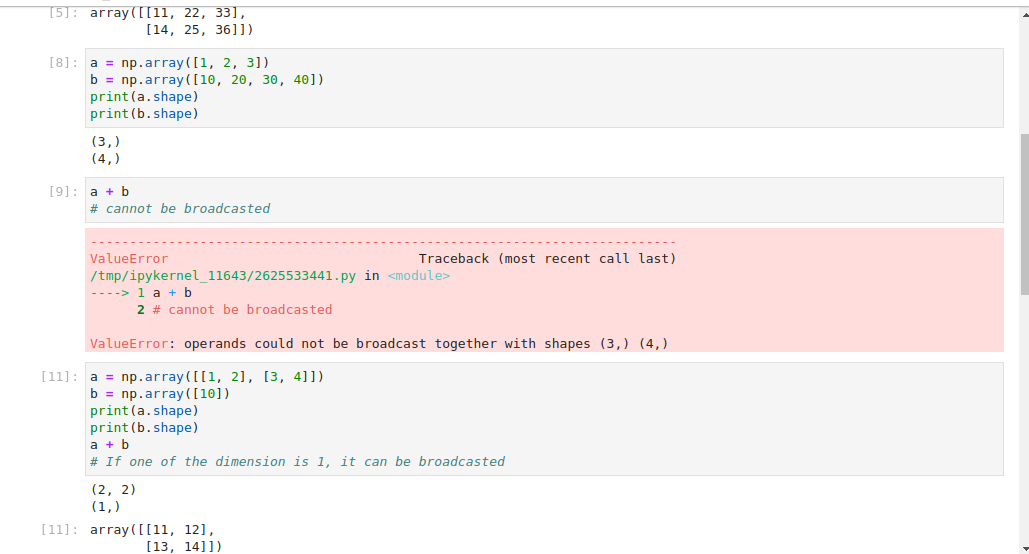 [5]: array([[11, 22, 33],
[14, 25, 36]])
[8]: a = np.array([1, 2, 3])
b = np.array([10, 20, 30, 40])
print(a.shape)
print(b.shape)
(3,)
(4,)
[9]: a + b
# cannot be broadcasted
---------------------------------------------------------------------------
ValueError                                Traceback (most recent call last)
/tmp/ipykernel_11643/2625533441.py in <module>
----> 1 a + b
2 # cannot be broadcasted
ValueError: operands could not be broadcast together with shapes (3,) (4,)
[11]: a = np.array([[1, 2], [3, 4]])
b = np.array([10])
print(a.shape)
print(b.shape)
a + b
# If one of the dimension is 1, it can be broadcasted
(2, 2)
(1,)
[11]: array([[11, 12],
[13, 14]])